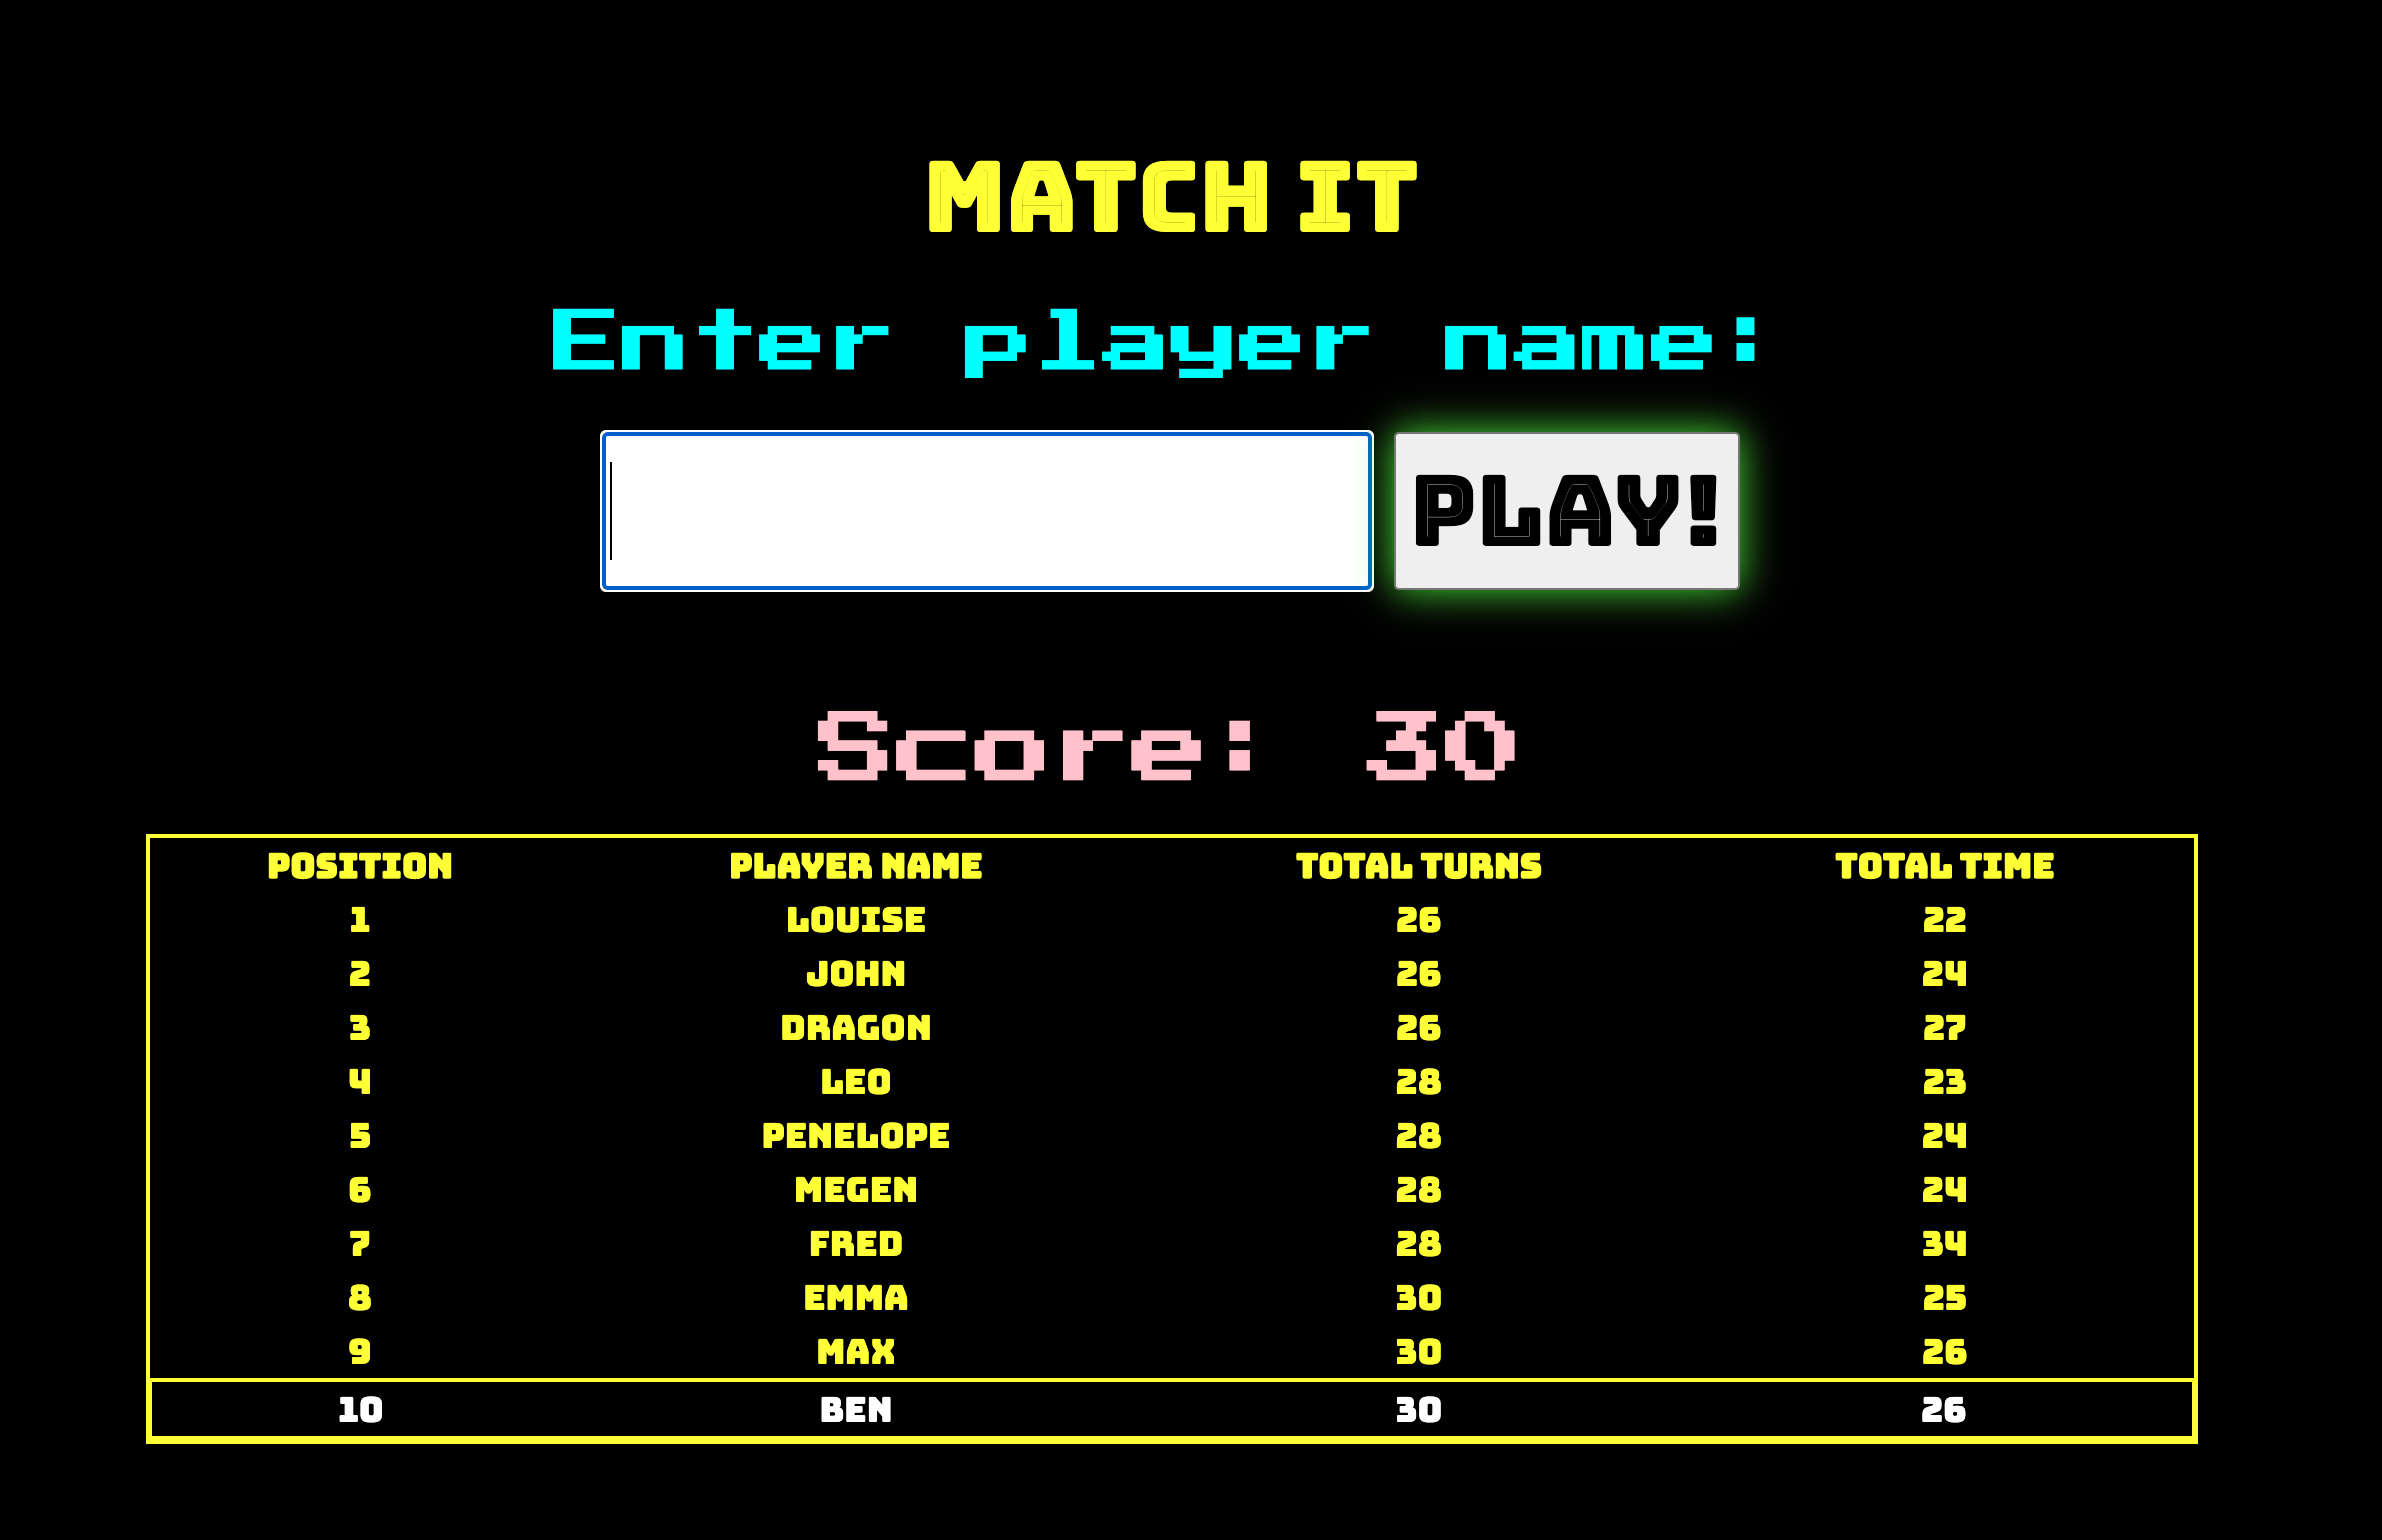 MATCH IT
Enter player name:
PLAY!
Score: 30
POSITION PLAYER NAME TOTAL TURNS TOTAL TIME
1 LOUISE 26 22
2 JOHN 26 24
3 DRAGON 26 27
4 LEO 28 23
5 PENELOPE 28 24
6 MEGEN 28 24
7 FRED 28 34
8 EMMA 30 25
9 MAX 30 26
10 BEN 30 26